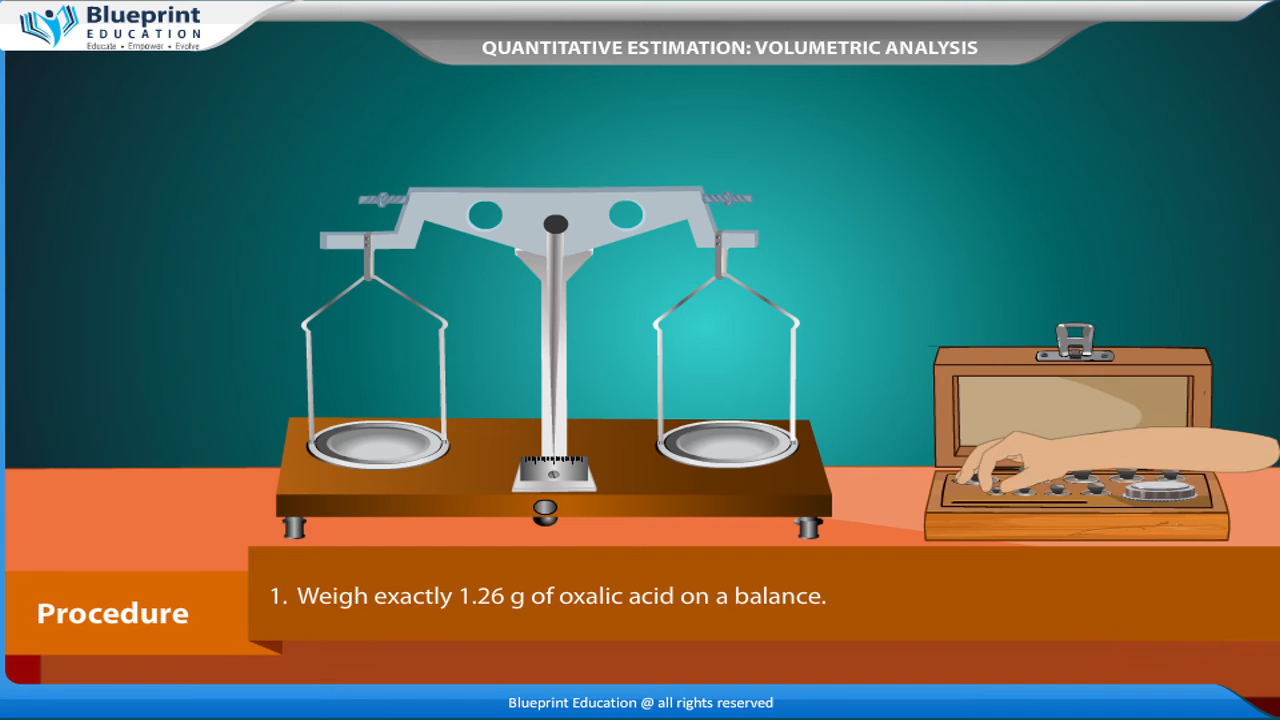 Blueprint
EDUCATION
Educate • Empower • Evolve
QUANTITATIVE ESTIMATION: VOLUMETRIC ANALYSIS
1. Weigh exactly 1.26 g of oxalic acid on a balance.
Procedure
Blueprint Education @ all rights reserved